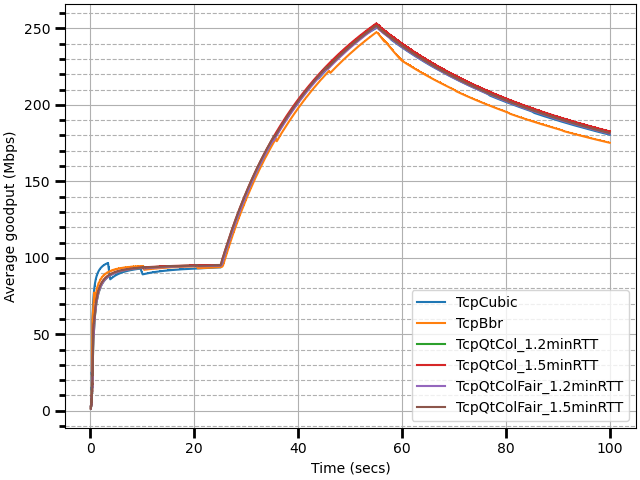 Average goodput (Mbps)
250
200
150
100
50
0
TcpCubic
TcpBbr
TcpQtCol_1.2minRTT
TcpQtCol_1.5minRTT
TcpQtColFair_1.2minRTT
TcpQtColFair_1.5minRTT
0 20 40 60 80 100
Time (secs)